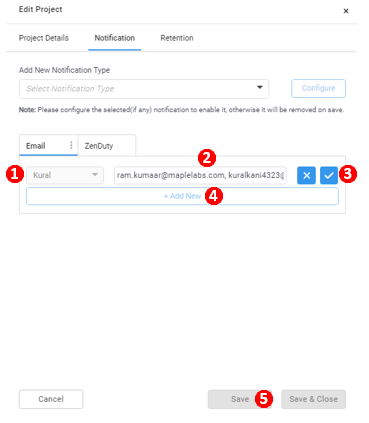 Edit Project ×
Project Details Notification Retention
Add New Notification Type
Select Notification Type Configure
Note: Please configure the selected(if any) notification to enable it, otherwise it will be removed on save.
Email ZenDuty
2
1 Kural ram.kumaar@maplelabs.com, kuralkani4323@ 3
+ Add New 4
Cancel Save 5 Save & Close